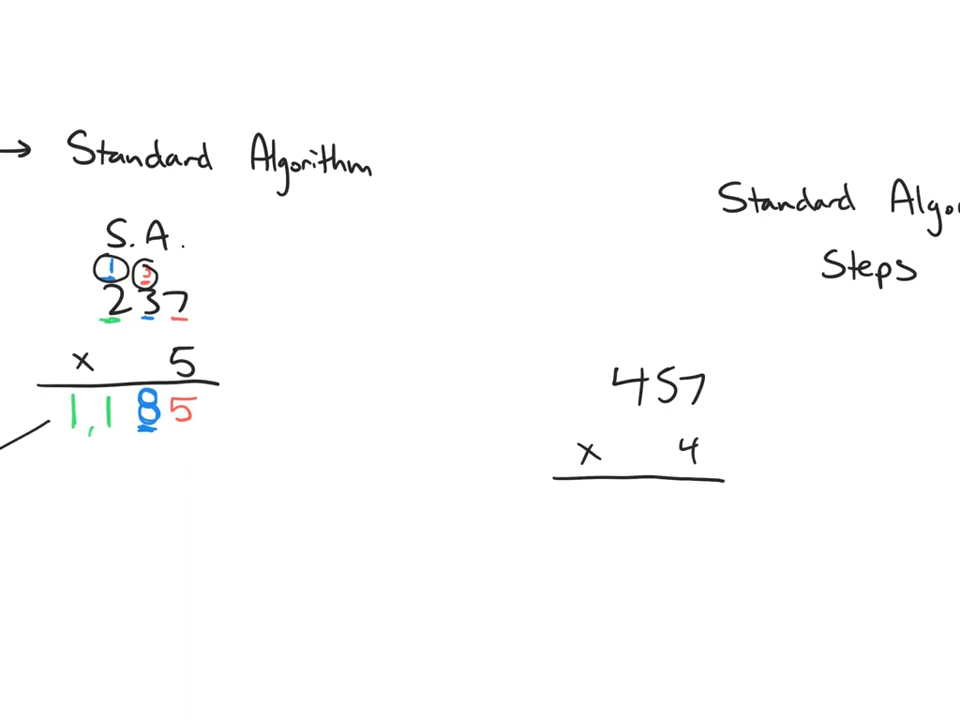 → Standard Algorithm
S.A.
1 3
237
x 5
1,185
Standard Algo
Steps
457
x 4